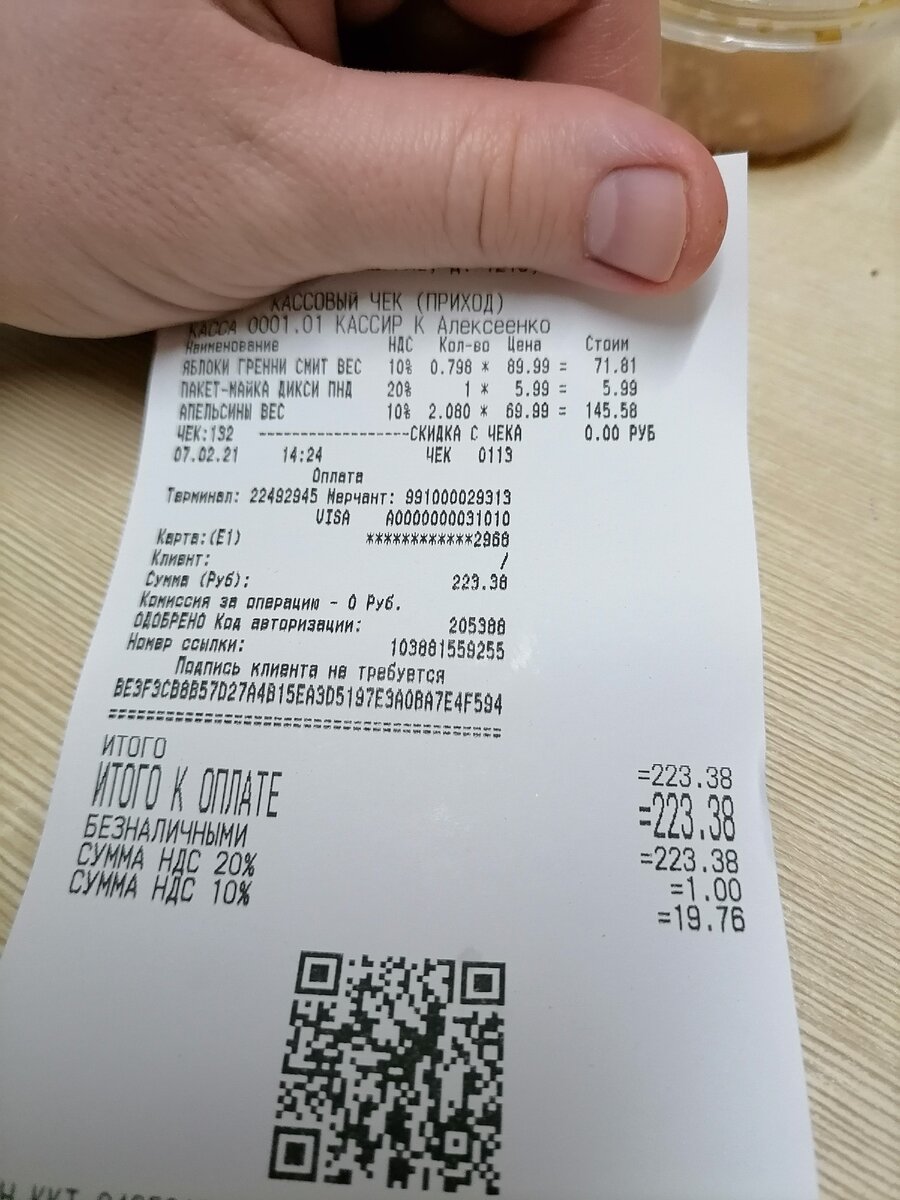 КАССОВЫЙ ЧЕК (ПРИХОД)
КАССА 0001.01 КАССИР К Алексеенко
Наименование НДС Кол-во Цена Стоим
ЯБЛОКИ ГРЕННИ СМИТ ВЕС 10% 0.798 * 89.99 = 71.81
ПАКЕТ-МАЙКА ДИКСИ ПНД 20% 1 * 5.99 = 5.99
АПЕЛЬСИНЫ ВЕС 10% 2.080 * 69.99 = 145.58
ЧЕК:132 ------------------СКИДКА С ЧЕКА 0.00 РУБ
07.02.21 14:24 ЧЕК 0113
Оплата
Терминал: 22492945 Мерчант: 991000029313
VISA A0000000031010
Карта:(E1) ************2968
Клиент: /
Сумма (Руб): 223.38
Комиссия за операцию - 0 Руб.
ОДОБРЕНО Код авторизации: 205388
Номер ссылки: 103881559255
Подпись клиента не требуется
BE3F3CB8B57D27A4B15EA3D5197E3A0BA7E4F594
========================================
ИТОГО =223.38
ИТОГО К ОПЛАТЕ =223.38
БЕЗНАЛИЧНЫМИ =223.38
СУММА НДС 20% =1.00
СУММА НДС 10% =19.76